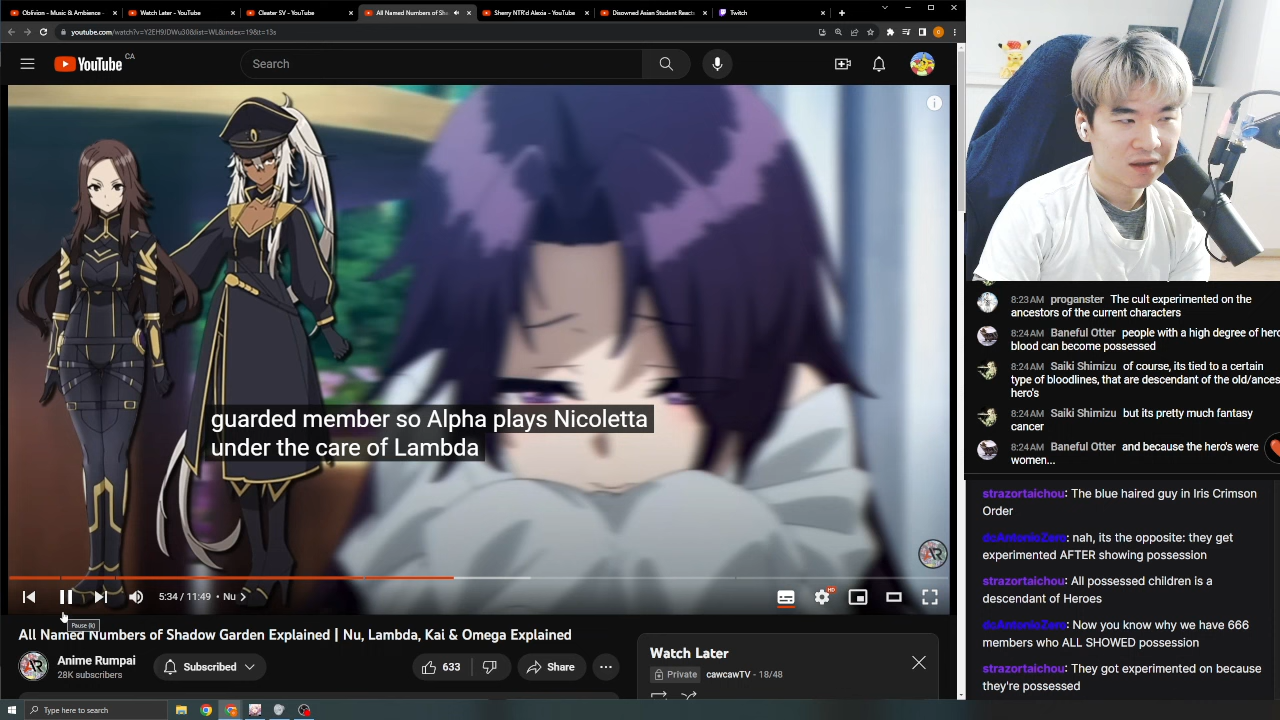 Oblivion - Music & Ambience -
Watch Later - YouTube
Cleater SV - YouTube
All Named Numbers of Sh
Sherry NTR'd Alexia - YouTube
Disowned Asian Student React
Twitch
youtube.com/watch?v=Y2EH9IDWu30&list=WL&index=19&t=13s
YouTube CA
Search
guarded member so Alpha plays Nicoletta
under the care of Lambda
5:34 / 11:49 • Nu
HD
Pause (k)
All Named Numbers of Shadow Garden Explained | Nu, Lambda, Kai & Omega Explained
Anime Rumpai
28K subscribers
Subscribed
633
Share
Watch Later
Private
cawcawTV - 18/48
Type here to search
8:23 AM proganster The cult experimented on the
ancestors of the current characters
8:24 AM Baneful Otter people with a high degree of hero
blood can become possessed
8:24 AM Saiki Shimizu of course, its tied to a certain
type of bloodlines, that are descendant of the old/ances
hero's
8:24 AM Saiki Shimizu but its pretty much fantasy
cancer
8:24 AM Baneful Otter and because the hero's were
women...
strazortaichou: The blue haired guy in Iris Crimson
Order
dcAntonioZero: nah, its the opposite: they get
experimented AFTER showing possession
strazortaichou: All possessed children is a
descendant of Heroes
dcAntonioZero: Now you know why we have 666
members who ALL SHOWED possession
strazortaichou: They got experimented on because
they're possessed